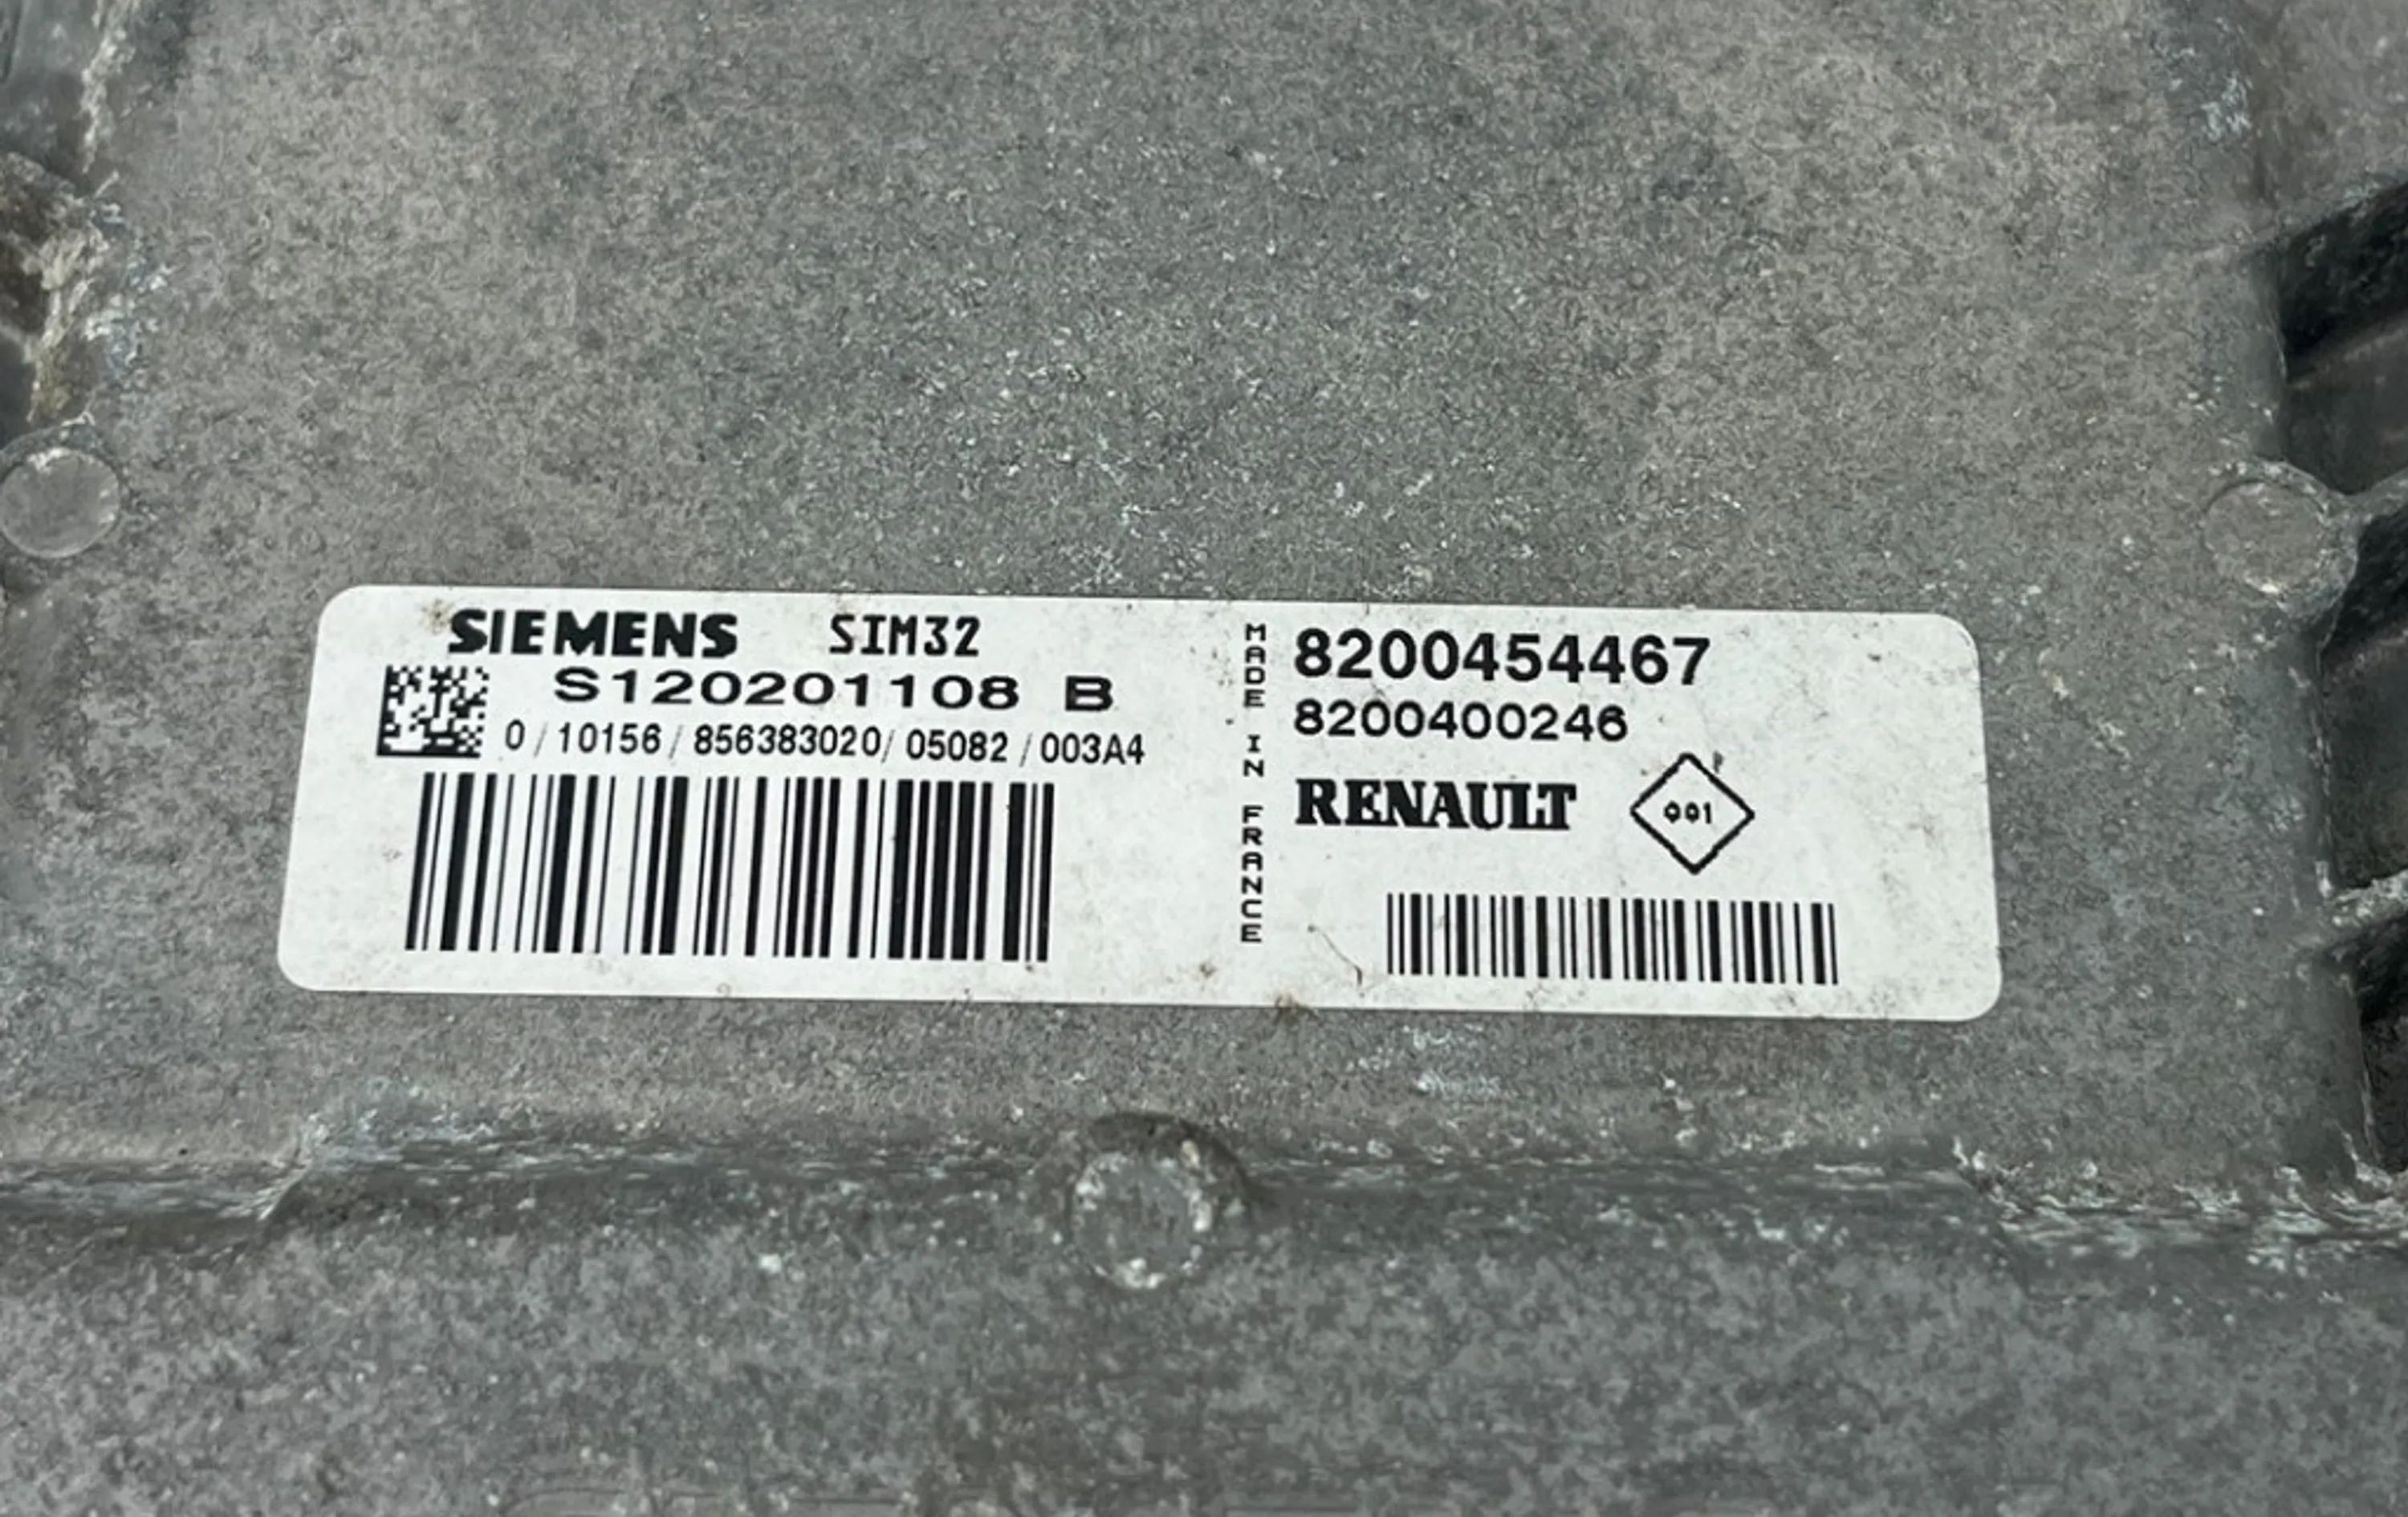 SIEMENS SIM32
S120201108 B
0/10156/856383020/05082/003A4
MADE IN FRANCE
8200454467
8200400246
RENAULT 001